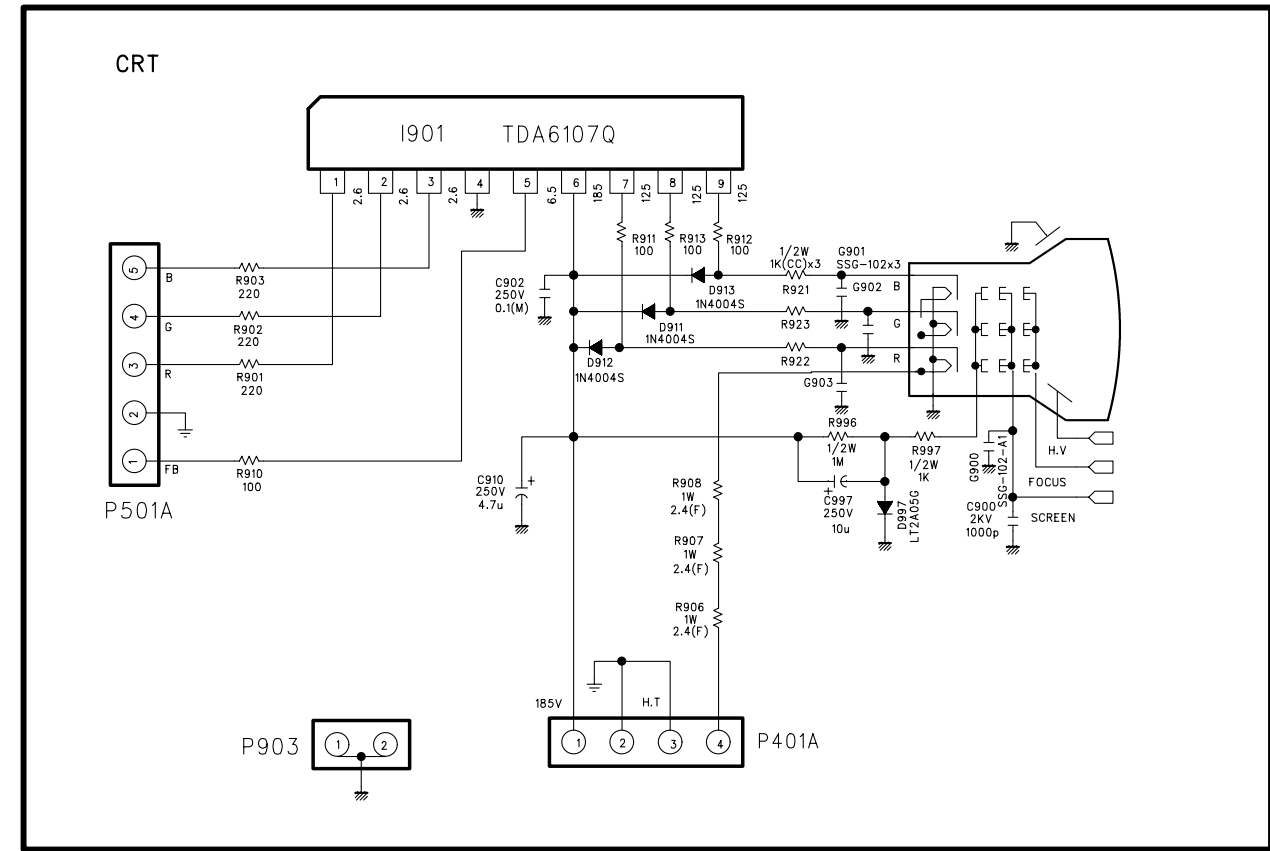 CRT
I901 TDA6107Q
1 2 3 4 5 6 7 8 9
2.6 2.6 2.6 6.5 185 125 125 125
5 B
R903
220
4 G
R902
220
3 R
R901
220
2
1 FB
R910
100
P501A
R911
100
R913
100
R912
100
C902
250V
0.1(M)
D913
1N4004S
D911
1N4004S
D912
1N4004S
1/2W
1K(CC)x3
R921
G901
SSG-102x3
G902
R923
R922
G903
B
G
R
R996
1/2W
1M
R997
1/2W
1K
C910
250V
4.7u
+
R908
1W
2.4(F)
R907
1W
2.4(F)
R906
1W
2.4(F)
+
C997
250V
10u
D997
LT2A05G
G900
SSG-102-A1
C900
2KV
1000p
H.V
FOCUS
SCREEN
185V
H.T
1 2 3 4
P401A
P903
1 2